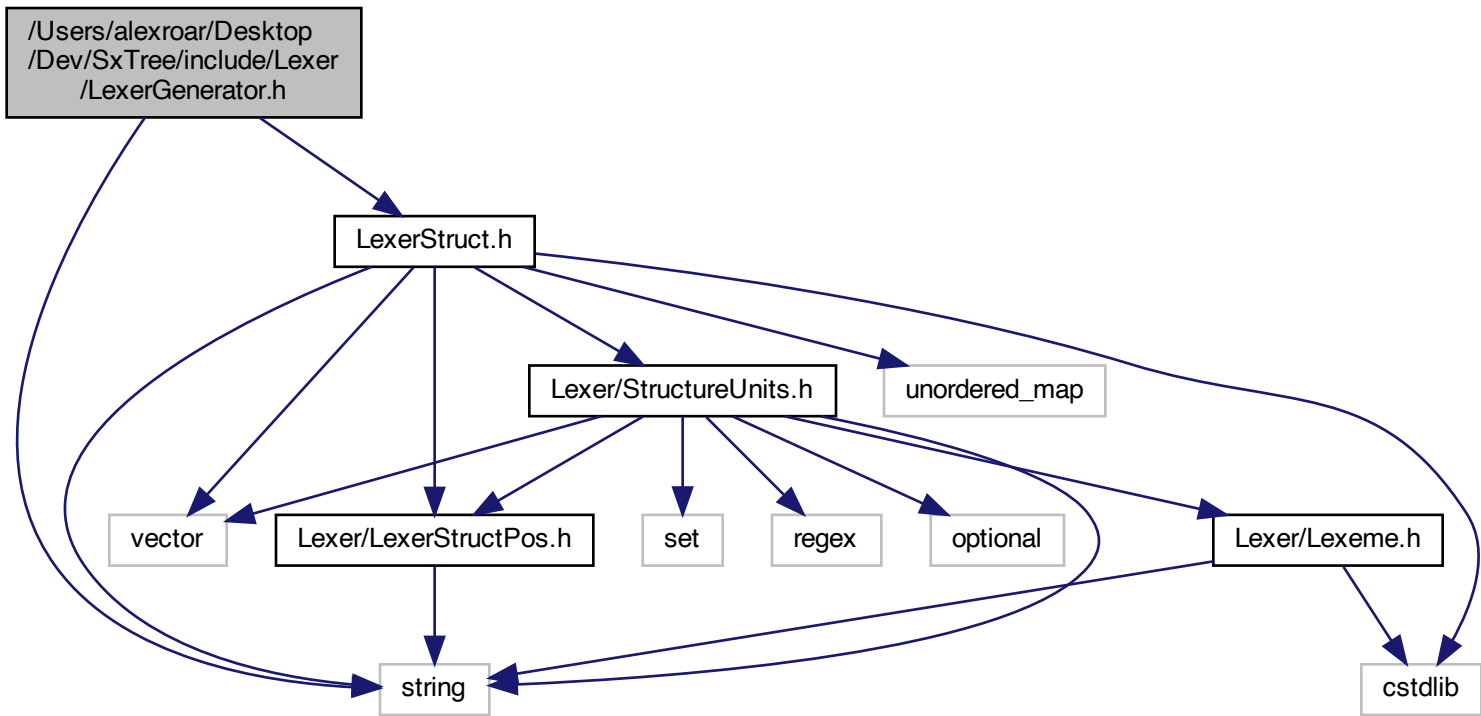 /Users/alexroar/Desktop
/Dev/SxTree/include/Lexer
/LexerGenerator.h
LexerStruct.h
Lexer/StructureUnits.h
unordered_map
vector
Lexer/LexerStructPos.h
set
regex
optional
Lexer/Lexeme.h
string
cstdlib